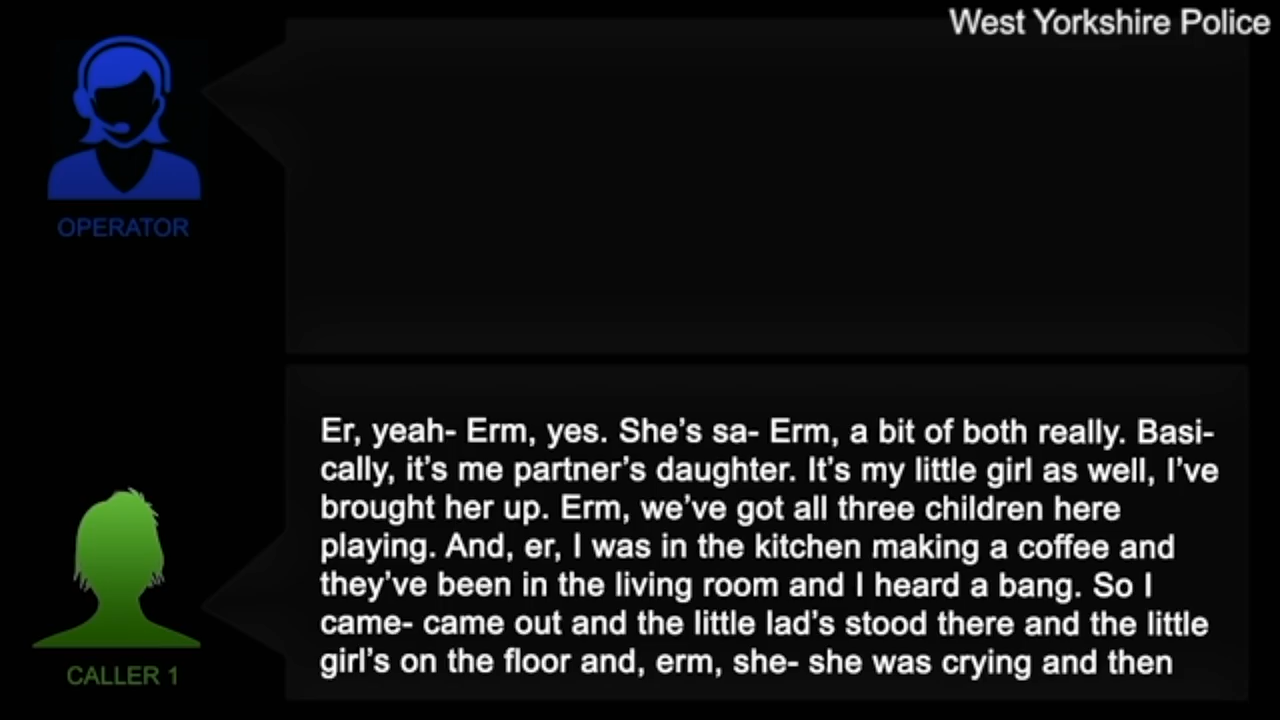 West Yorkshire Police
OPERATOR
Er, yeah- Erm, yes. She’s sa- Erm, a bit of both really. Basi-
cally, it’s me partner’s daughter. It’s my little girl as well, I’ve
brought her up. Erm, we’ve got all three children here
playing. And, er, I was in the kitchen making a coffee and
they’ve been in the living room and I heard a bang. So I
came- came out and the little lad’s stood there and the little
girl’s on the floor and, erm, she- she was crying and then
CALLER 1